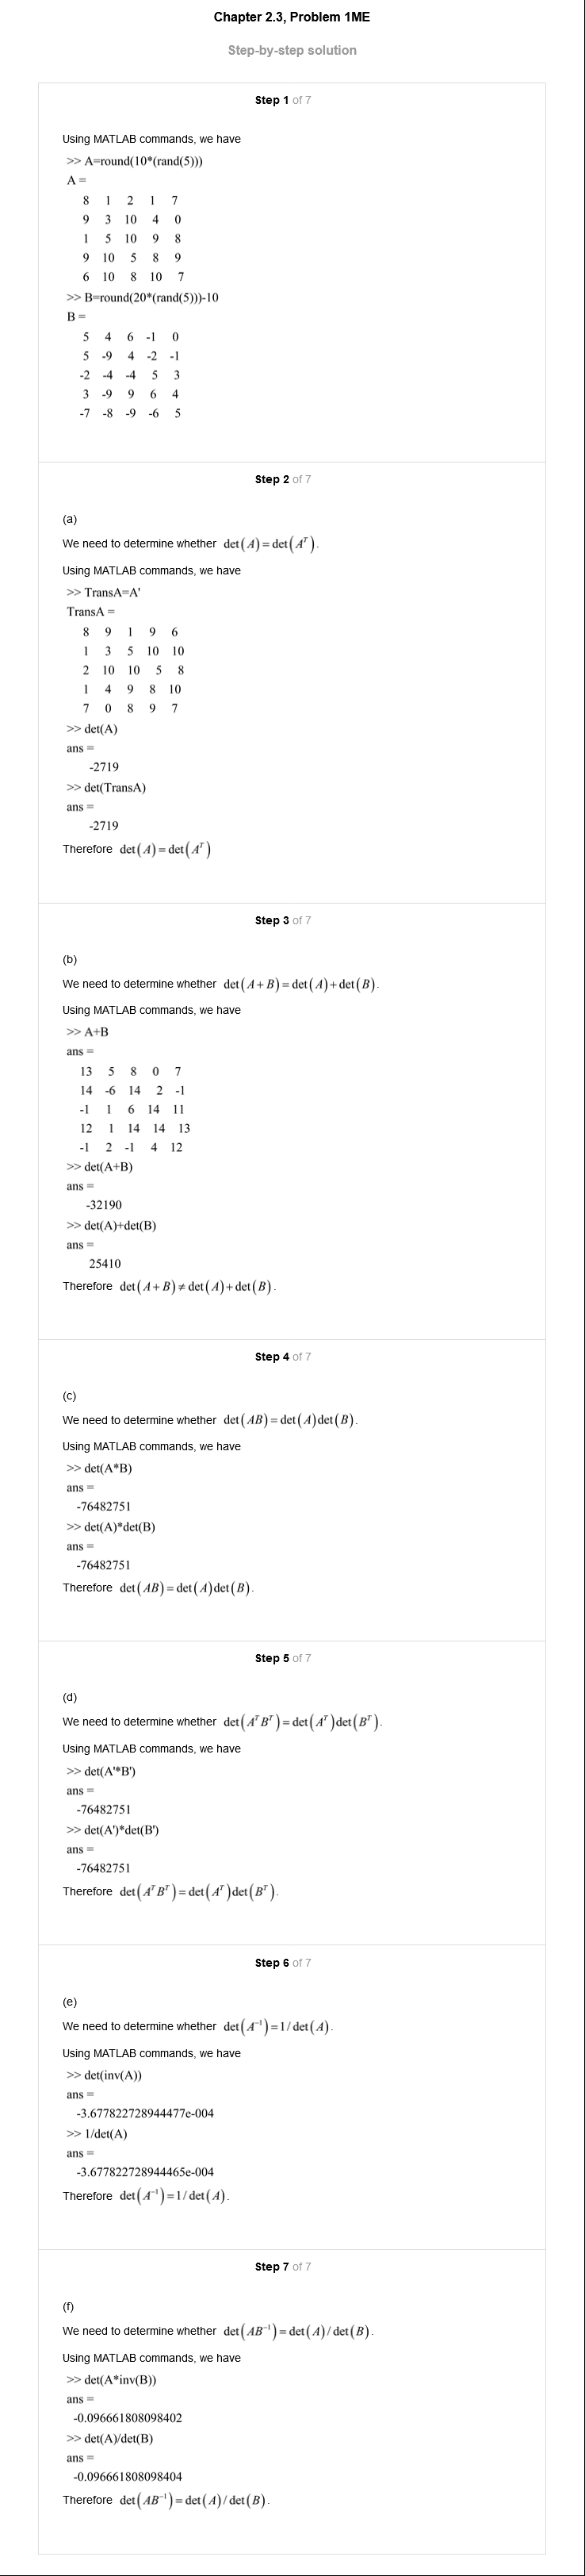 Chapter 2.3, Problem 1ME
Step-by-step solution
Step 1 of 7
Using MATLAB commands, we have
>> A=round(10*(rand(5)))
A =
8 1 2 1 7
9 3 10 4 0
1 5 10 9 8
9 10 5 8 9
6 10 8 10 7
>> B=round(20*(rand(5)))-10
B =
5 4 6 -1 0
5 -9 4 -2 -1
-2 -4 -4 5 3
3 -9 9 6 4
-7 -8 -9 -6 5
Step 2 of 7
(a)
We need to determine whether det(A)=det(Aᵀ).
Using MATLAB commands, we have
>> TransA=A'
TransA =
8 9 1 9 6
1 3 5 10 10
2 10 10 5 8
1 4 9 8 10
7 0 8 9 7
>> det(A)
ans =
-2719
>> det(TransA)
ans =
-2719
Therefore det(A)=det(Aᵀ)
Step 3 of 7
(b)
We need to determine whether det(A+B)=det(A)+det(B).
Using MATLAB commands, we have
>> A+B
ans =
13 5 8 0 7
14 -6 14 2 -1
-1 1 6 14 11
12 1 14 14 13
-1 2 -1 4 12
>> det(A+B)
ans =
-32190
>> det(A)+det(B)
ans =
25410
Therefore det(A+B)≠det(A)+det(B).
Step 4 of 7
(c)
We need to determine whether det(AB)=det(A)det(B).
Using MATLAB commands, we have
>> det(A*B)
ans =
-76482751
>> det(A)*det(B)
ans =
-76482751
Therefore det(AB)=det(A)det(B).
Step 5 of 7
(d)
We need to determine whether det(AᵀBᵀ)=det(Aᵀ)det(Bᵀ).
Using MATLAB commands, we have
>> det(A'*B')
ans =
-76482751
>> det(A')*det(B')
ans =
-76482751
Therefore det(AᵀBᵀ)=det(Aᵀ)det(Bᵀ).
Step 6 of 7
(e)
We need to determine whether det(A⁻¹)=1/det(A).
Using MATLAB commands, we have
>> det(inv(A))
ans =
-3.677822728944477e-004
>> 1/det(A)
ans =
-3.677822728944465e-004
Therefore det(A⁻¹)=1/det(A).
Step 7 of 7
(f)
We need to determine whether det(AB⁻¹)=det(A)/det(B).
Using MATLAB commands, we have
>> det(A*inv(B))
ans =
-0.096661808098402
>> det(A)/det(B)
ans =
-0.096661808098404
Therefore det(AB⁻¹)=det(A)/det(B).